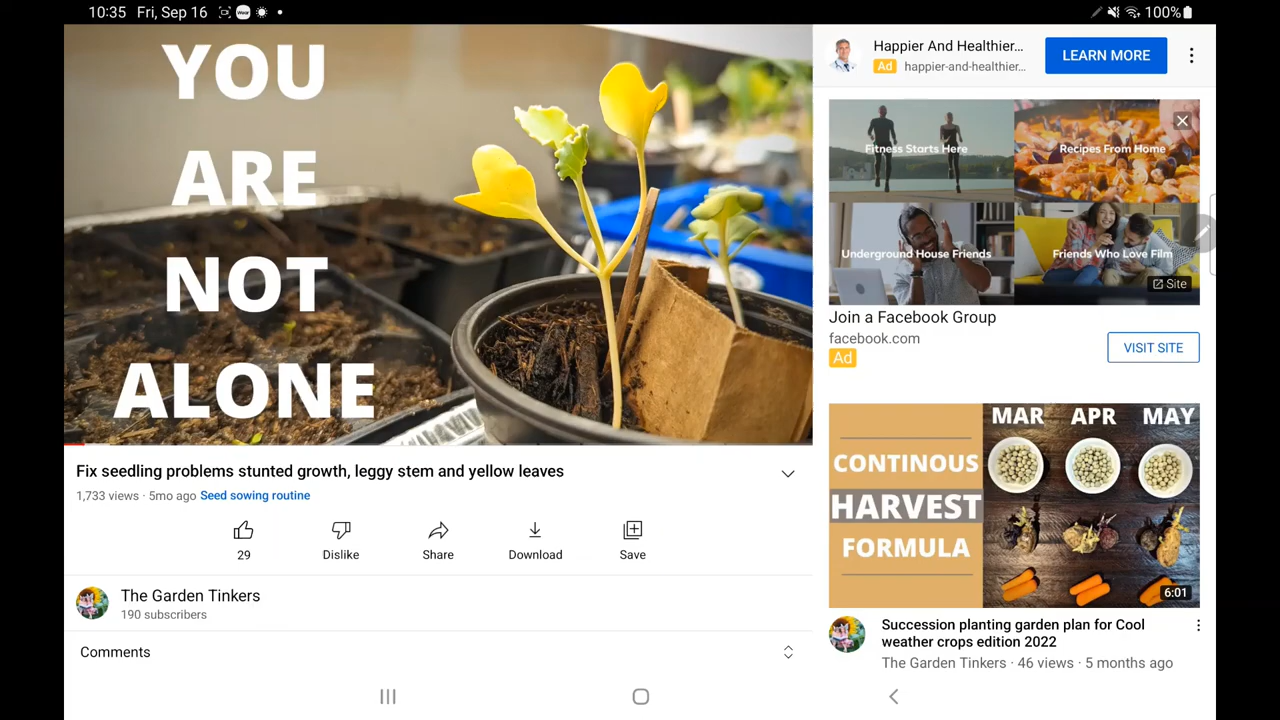 10:35 Fri, Sep 16
100%
YOU
ARE
NOT
ALONE
Fix seedling problems stunted growth, leggy stem and yellow leaves
1,733 views · 5mo ago Seed sowing routine
29
Dislike
Share
Download
Save
The Garden Tinkers
190 subscribers
Comments
Happier And Healthier...
Ad happier-and-healthier...
LEARN MORE
Fitness Starts Here
Recipes From Home
Underground House Friends
Friends Who Love Film
Site
Join a Facebook Group
facebook.com
Ad
VISIT SITE
CONTINOUS
HARVEST
FORMULA
MAR APR MAY
6:01
Succession planting garden plan for Cool
weather crops edition 2022
The Garden Tinkers · 46 views · 5 months ago